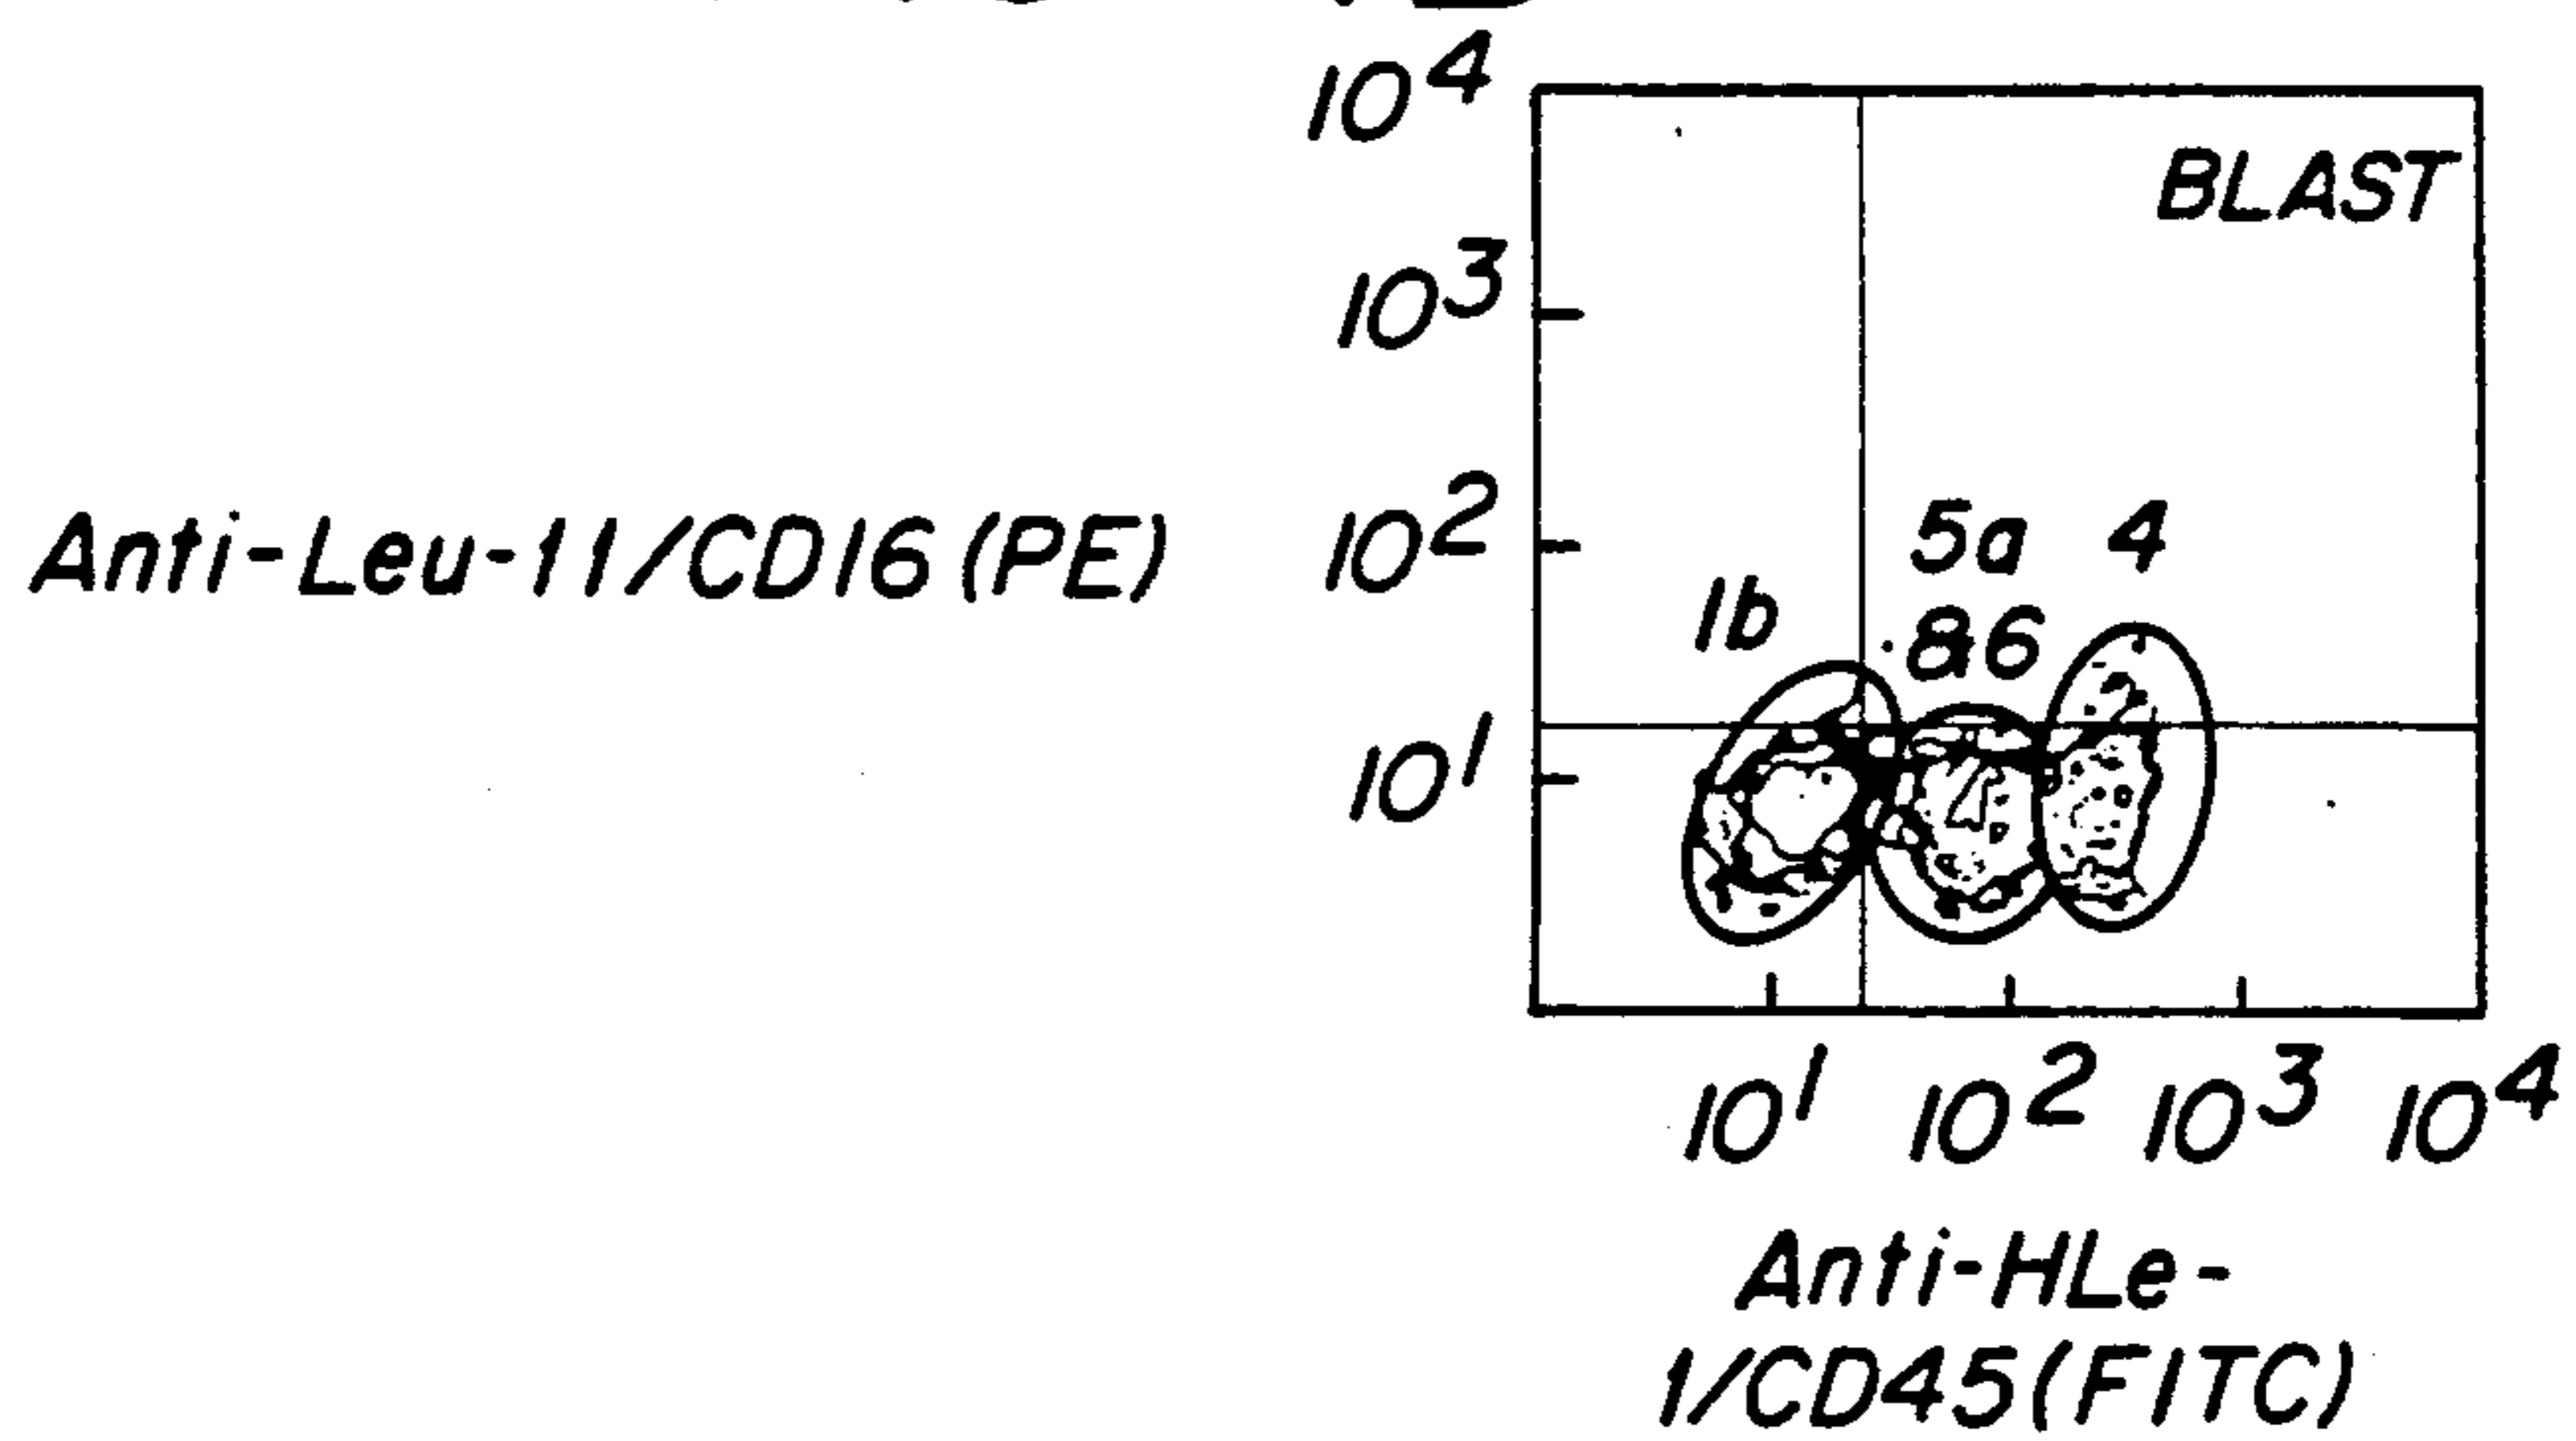 10⁴
BLAST
10³
Anti-Leu-11/CD16(PE)
10²
5a 4
1b
&6
10¹
10¹ 10² 10³ 10⁴
Anti-HLe-
1/CD45(FITC)